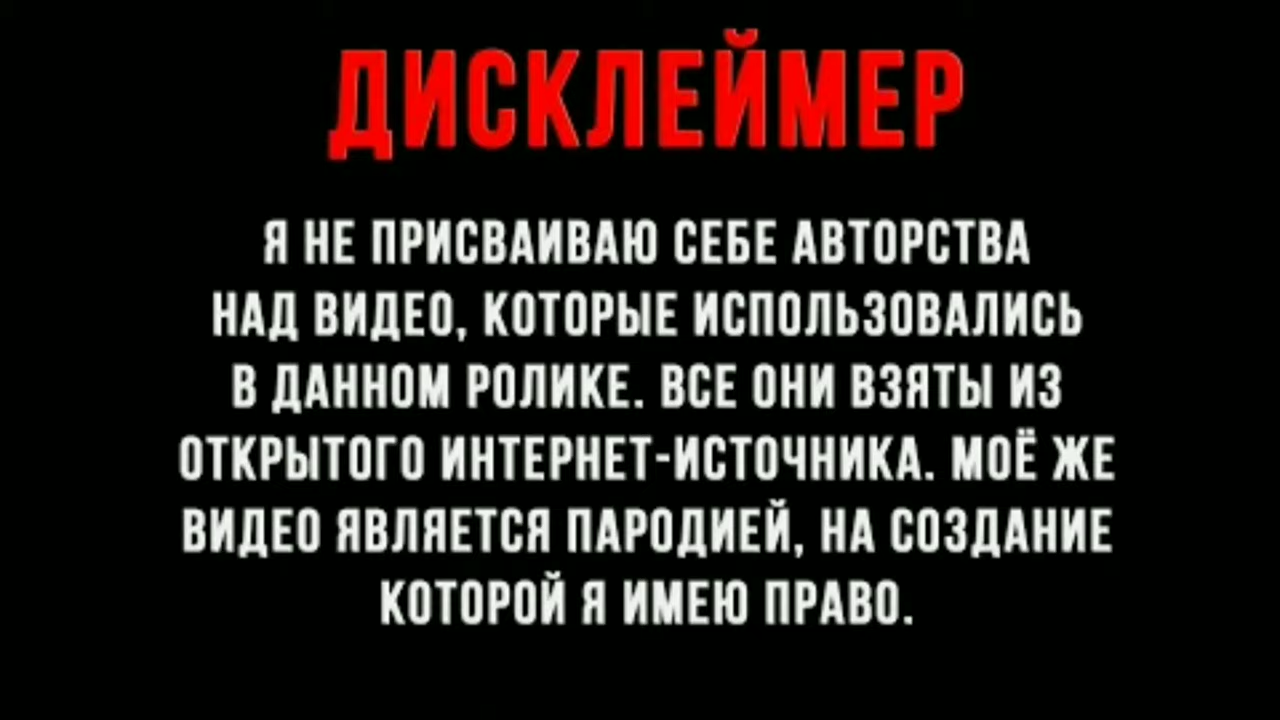 ДИСКЛЕЙМЕР
Я НЕ ПРИСВАИВАЮ СЕБЕ АВТОРСТВА
НАД ВИДЕО, КОТОРЫЕ ИСПОЛЬЗОВАЛИСЬ
В ДАННОМ РОЛИКЕ. ВСЕ ОНИ ВЗЯТЫ ИЗ
ОТКРЫТОГО ИНТЕРНЕТ-ИСТОЧНИКА. МОЁ ЖЕ
ВИДЕО ЯВЛЯЕТСЯ ПАРОДИЕЙ, НА СОЗДАНИЕ
КОТОРОЙ Я ИМЕЮ ПРАВО.